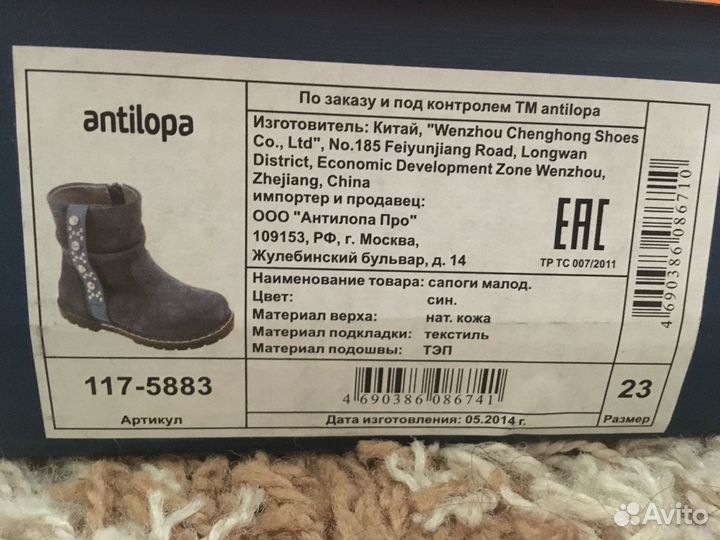 antilopa
117-5883
Артикул
По заказу и под контролем ТМ antilopa
Изготовитель: Китай, "Wenzhou Chenghong Shoes
Co., Ltd", No.185 Feiyunjiang Road, Longwan
District, Economic Development Zone Wenzhou,
Zhejiang, China
импортер и продавец:
ООО "Антилопа Про"
109153, РФ, г. Москва,
Жулебинский бульвар, д. 14
EAC
ТР ТС 007/2011
Наименование товара: сапоги малод.
Цвет: син.
Материал верха: нат. кожа
Материал подкладки: текстиль
Материал подошвы: ТЭП
4 690386 086741
Дата изготовления: 05.2014 г.
4 690386 086710
23
Размер
Avito